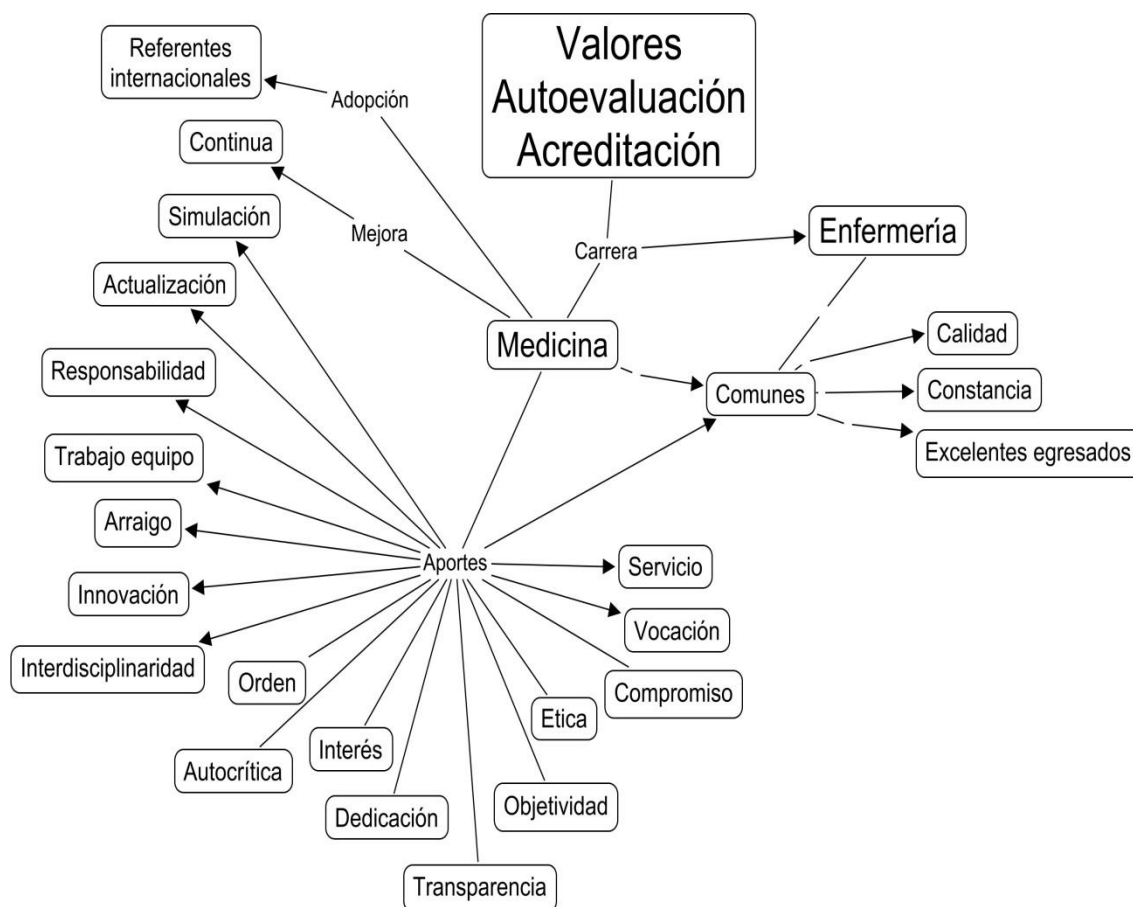 Valores
Autoevaluación
Acreditación
Referentes
internacionales
Adopción
Continua
Mejora
Simulación
Carrera
Enfermería
Actualización
Medicina
Calidad
Comunes
Constancia
Excelentes egresados
Responsabilidad
Trabajo equipo
Arraigo
Innovación
Interdisciplinaridad
Aportes
Servicio
Vocación
Compromiso
Etica
Orden
Interés
Autocrítica
Dedicación
Objetividad
Transparencia